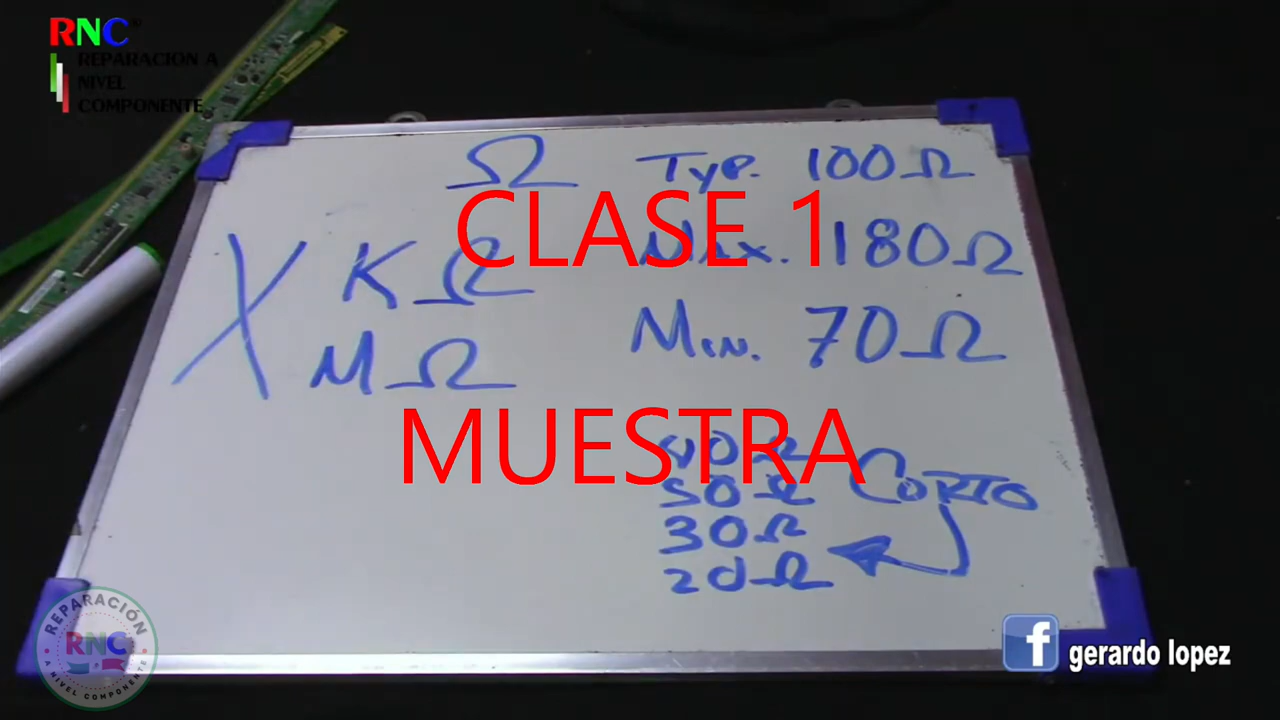 RNC
REPARACION A
NIVEL
COMPONENTE
Ω
Typ. 100Ω
CLASE 1
KΩ
Max. 180Ω
MΩ
Min. 70Ω
MUESTRA
40Ω
50Ω CORTO
30Ω
20Ω
REPARACIÓN
RNC
A NIVEL COMPONENTE
f gerardo lopez